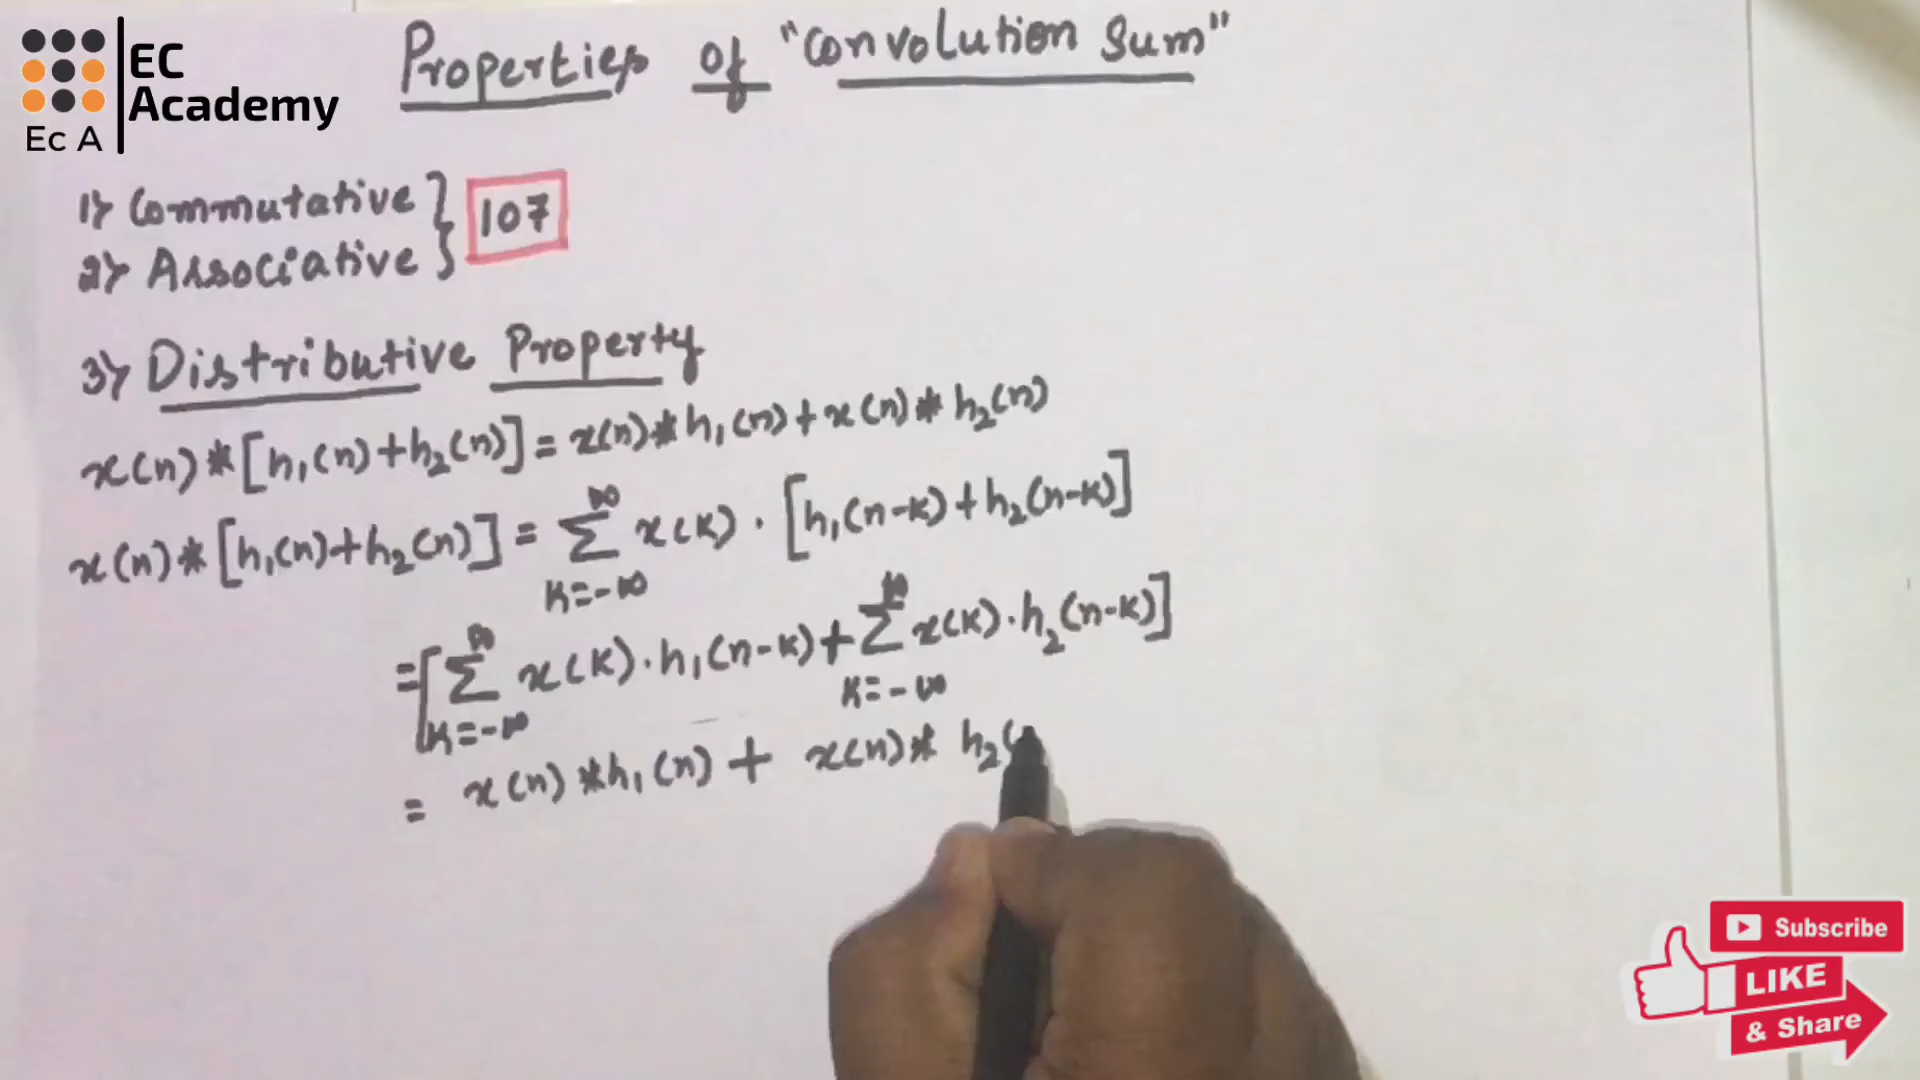 EC
Academy
Ec A
Properties of "Convolution Sum"
1) Commutative
2) Associative
107
3) Distributive Property
x(n) * [h₁(n)+h₂(n)] = x(n)*h₁(n)+x(n)*h₂(n)
x(n)*[h₁(n)+h₂(n)] = ∞ Σ k=-∞ x(k) · [h₁(n-k)+h₂(n-k)]
=[∞ Σ k=-∞ x(k)·h₁(n-k)+∞ Σ k=-∞ x(k)·h₂(n-k)]
= x(n)*h₁(n) + x(n)* h₂(
Subscribe
LIKE
& Share